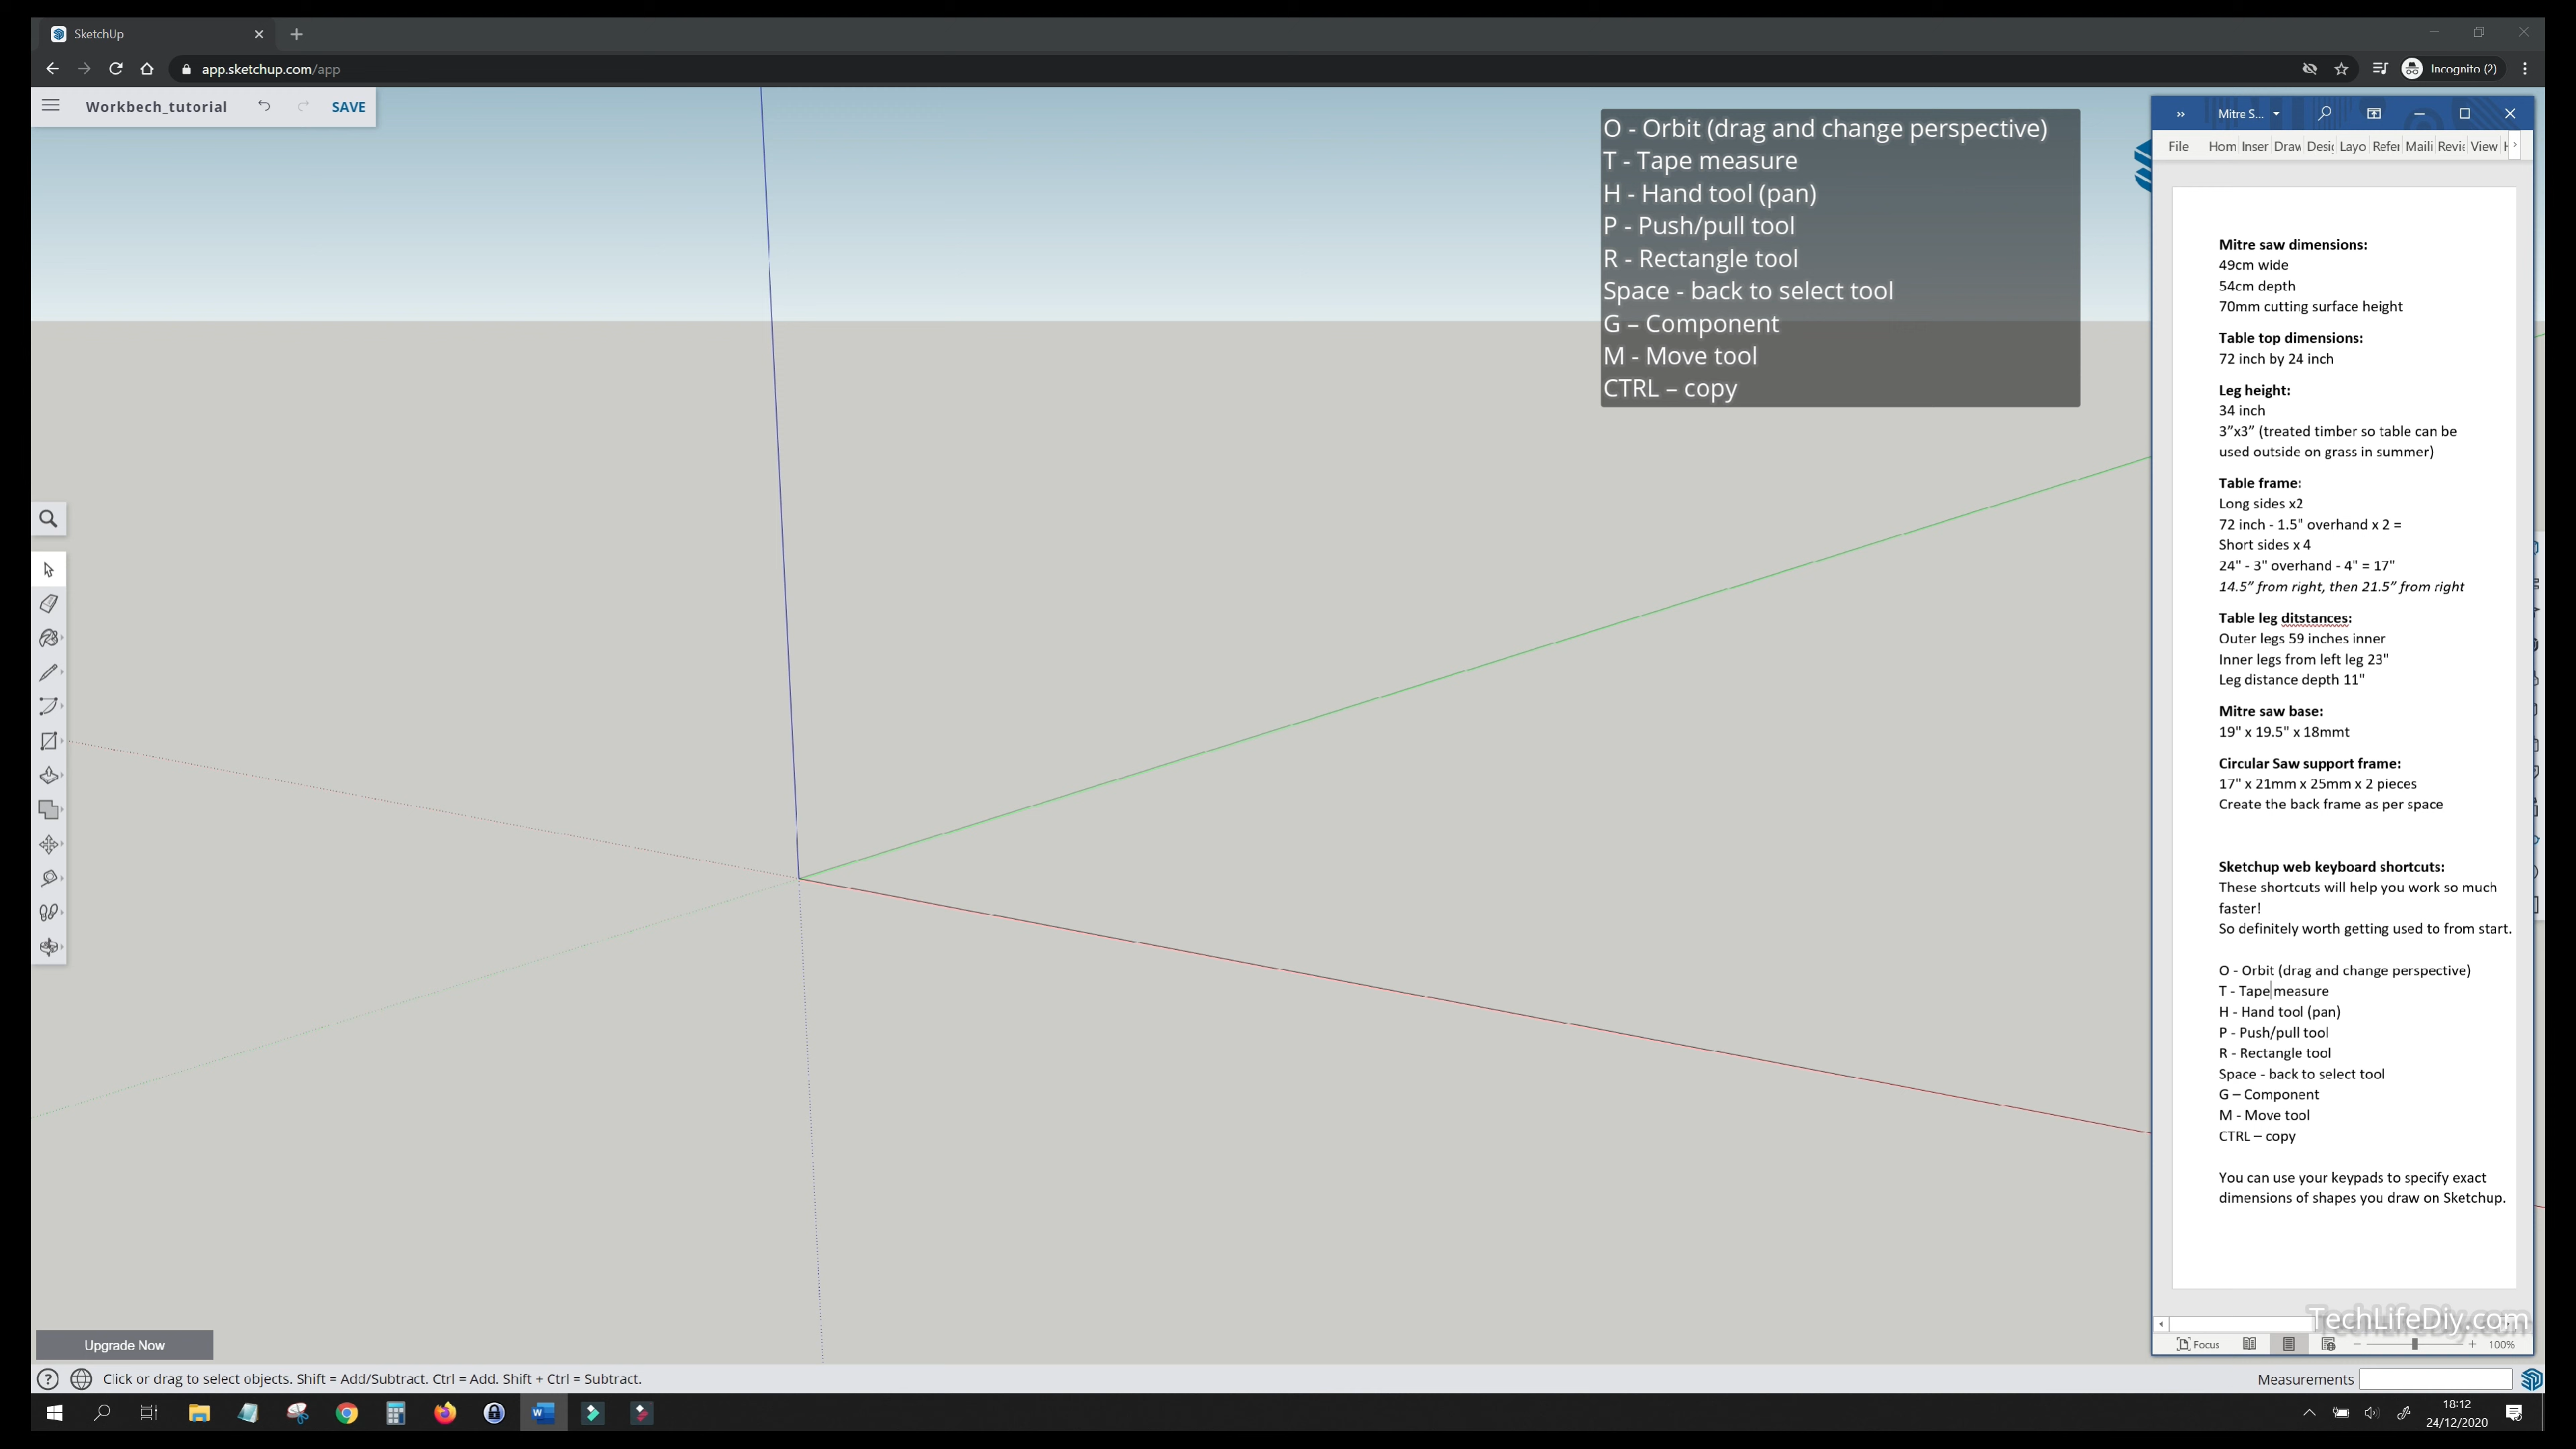 SketchUp
app.sketchup.com/app
Incognito (2)
Workbech_tutorial
SAVE
O - Orbit (drag and change perspective)
T - Tape measure
H - Hand tool (pan)
P - Push/pull tool
R - Rectangle tool
Space - back to select tool
G – Component
M - Move tool
CTRL – copy
Mitre S...
File Hom Inser Draw Desig Layo Refer Maili Revie View
Mitre saw dimensions:
49cm wide
54cm depth
70mm cutting surface height
Table top dimensions:
72 inch by 24 inch
Leg height:
34 inch
3”x3” (treated timber so table can be
used outside on grass in summer)
Table frame:
Long sides x2
72 inch - 1.5" overhand x 2 =
Short sides x 4
24" - 3" overhand - 4" = 17"
14.5” from right, then 21.5” from right
Table leg ditstances:
Outer legs 59 inches inner
Inner legs from left leg 23"
Leg distance depth 11"
Mitre saw base:
19" x 19.5" x 18mmt
Circular Saw support frame:
17" x 21mm x 25mm x 2 pieces
Create the back frame as per space
Sketchup web keyboard shortcuts:
These shortcuts will help you work so much
faster!
So definitely worth getting used to from start.
O - Orbit (drag and change perspective)
T - Tape measure
H - Hand tool (pan)
P - Push/pull tool
R - Rectangle tool
Space - back to select tool
G – Component
M - Move tool
CTRL – copy
You can use your keypads to specify exact
dimensions of shapes you draw on Sketchup.
TechLifeDiy.com
Focus
100%
Upgrade Now
Click or drag to select objects. Shift = Add/Subtract. Ctrl = Add. Shift + Ctrl = Subtract.
Measurements
18:12
24/12/2020